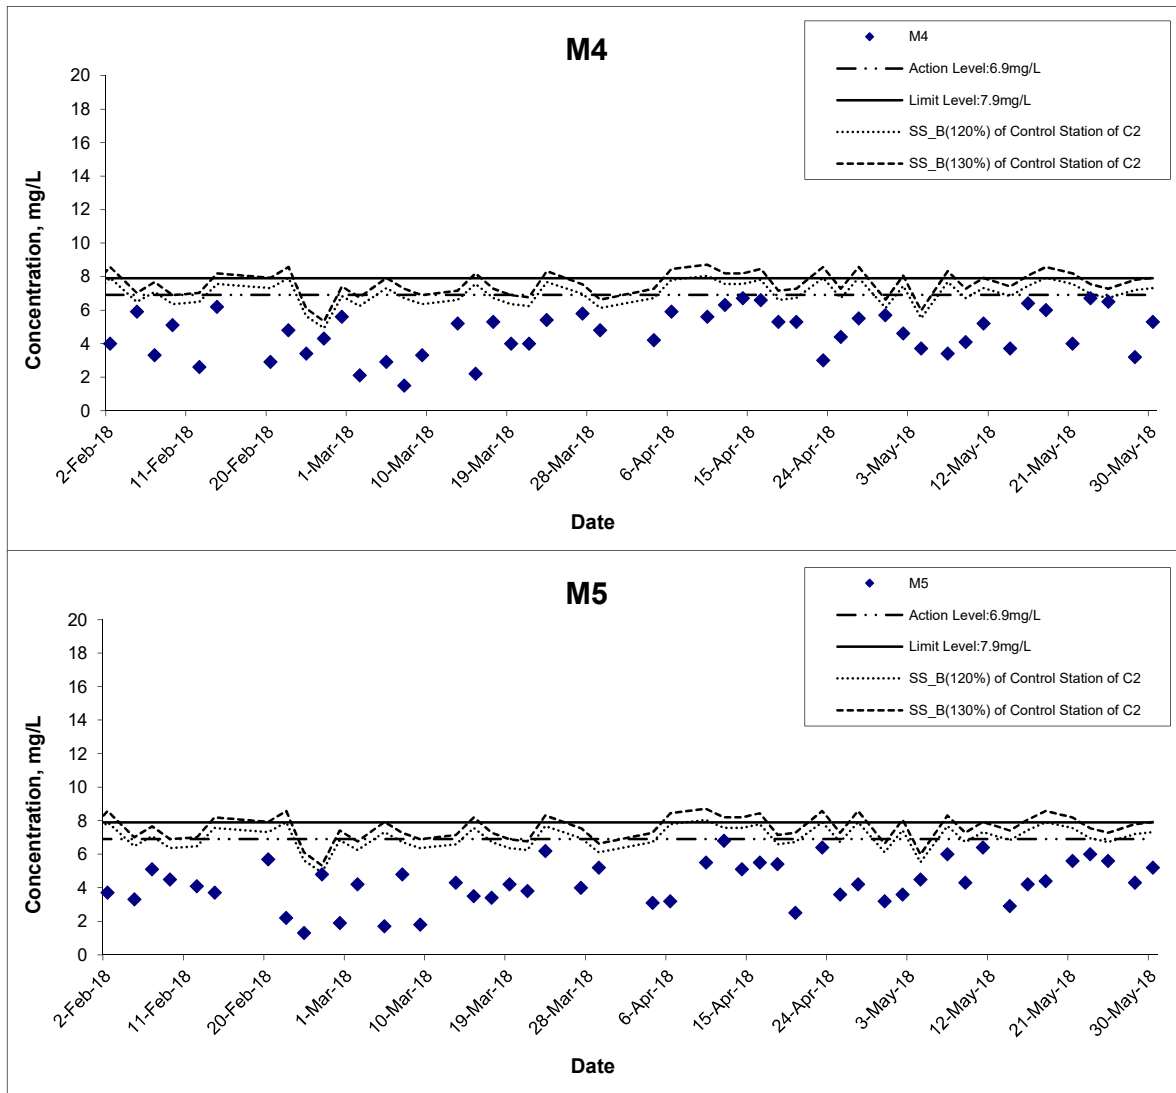 M4
M4
Action Level:6.9mg/L
Limit Level:7.9mg/L
SS_B(120%) of Control Station of C2
SS_B(130%) of Control Station of C2
Concentration, mg/L
20
18
16
14
12
10
8
6
4
2
0
2-Feb-18
11-Feb-18
20-Feb-18
1-Mar-18
10-Mar-18
19-Mar-18
28-Mar-18
6-Apr-18
15-Apr-18
24-Apr-18
3-May-18
12-May-18
21-May-18
30-May-18
Date
M5
M5
Action Level:6.9mg/L
Limit Level:7.9mg/L
SS_B(120%) of Control Station of C2
SS_B(130%) of Control Station of C2
Concentration, mg/L
20
18
16
14
12
10
8
6
4
2
0
2-Feb-18
11-Feb-18
20-Feb-18
1-Mar-18
10-Mar-18
19-Mar-18
28-Mar-18
6-Apr-18
15-Apr-18
24-Apr-18
3-May-18
12-May-18
21-May-18
30-May-18
Date